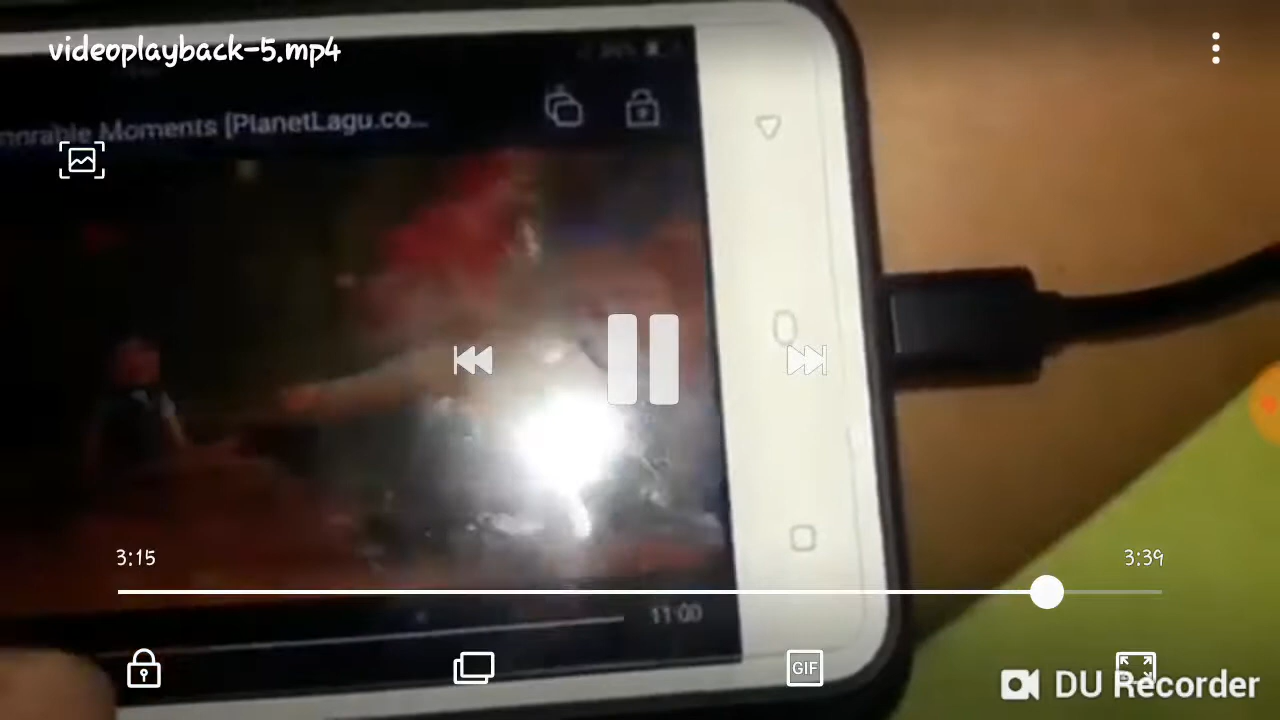 videoplayback-5.mp4
Moments [PlanetLagu.co...
3:15
3:39
11:00
GIF
DU Recorder